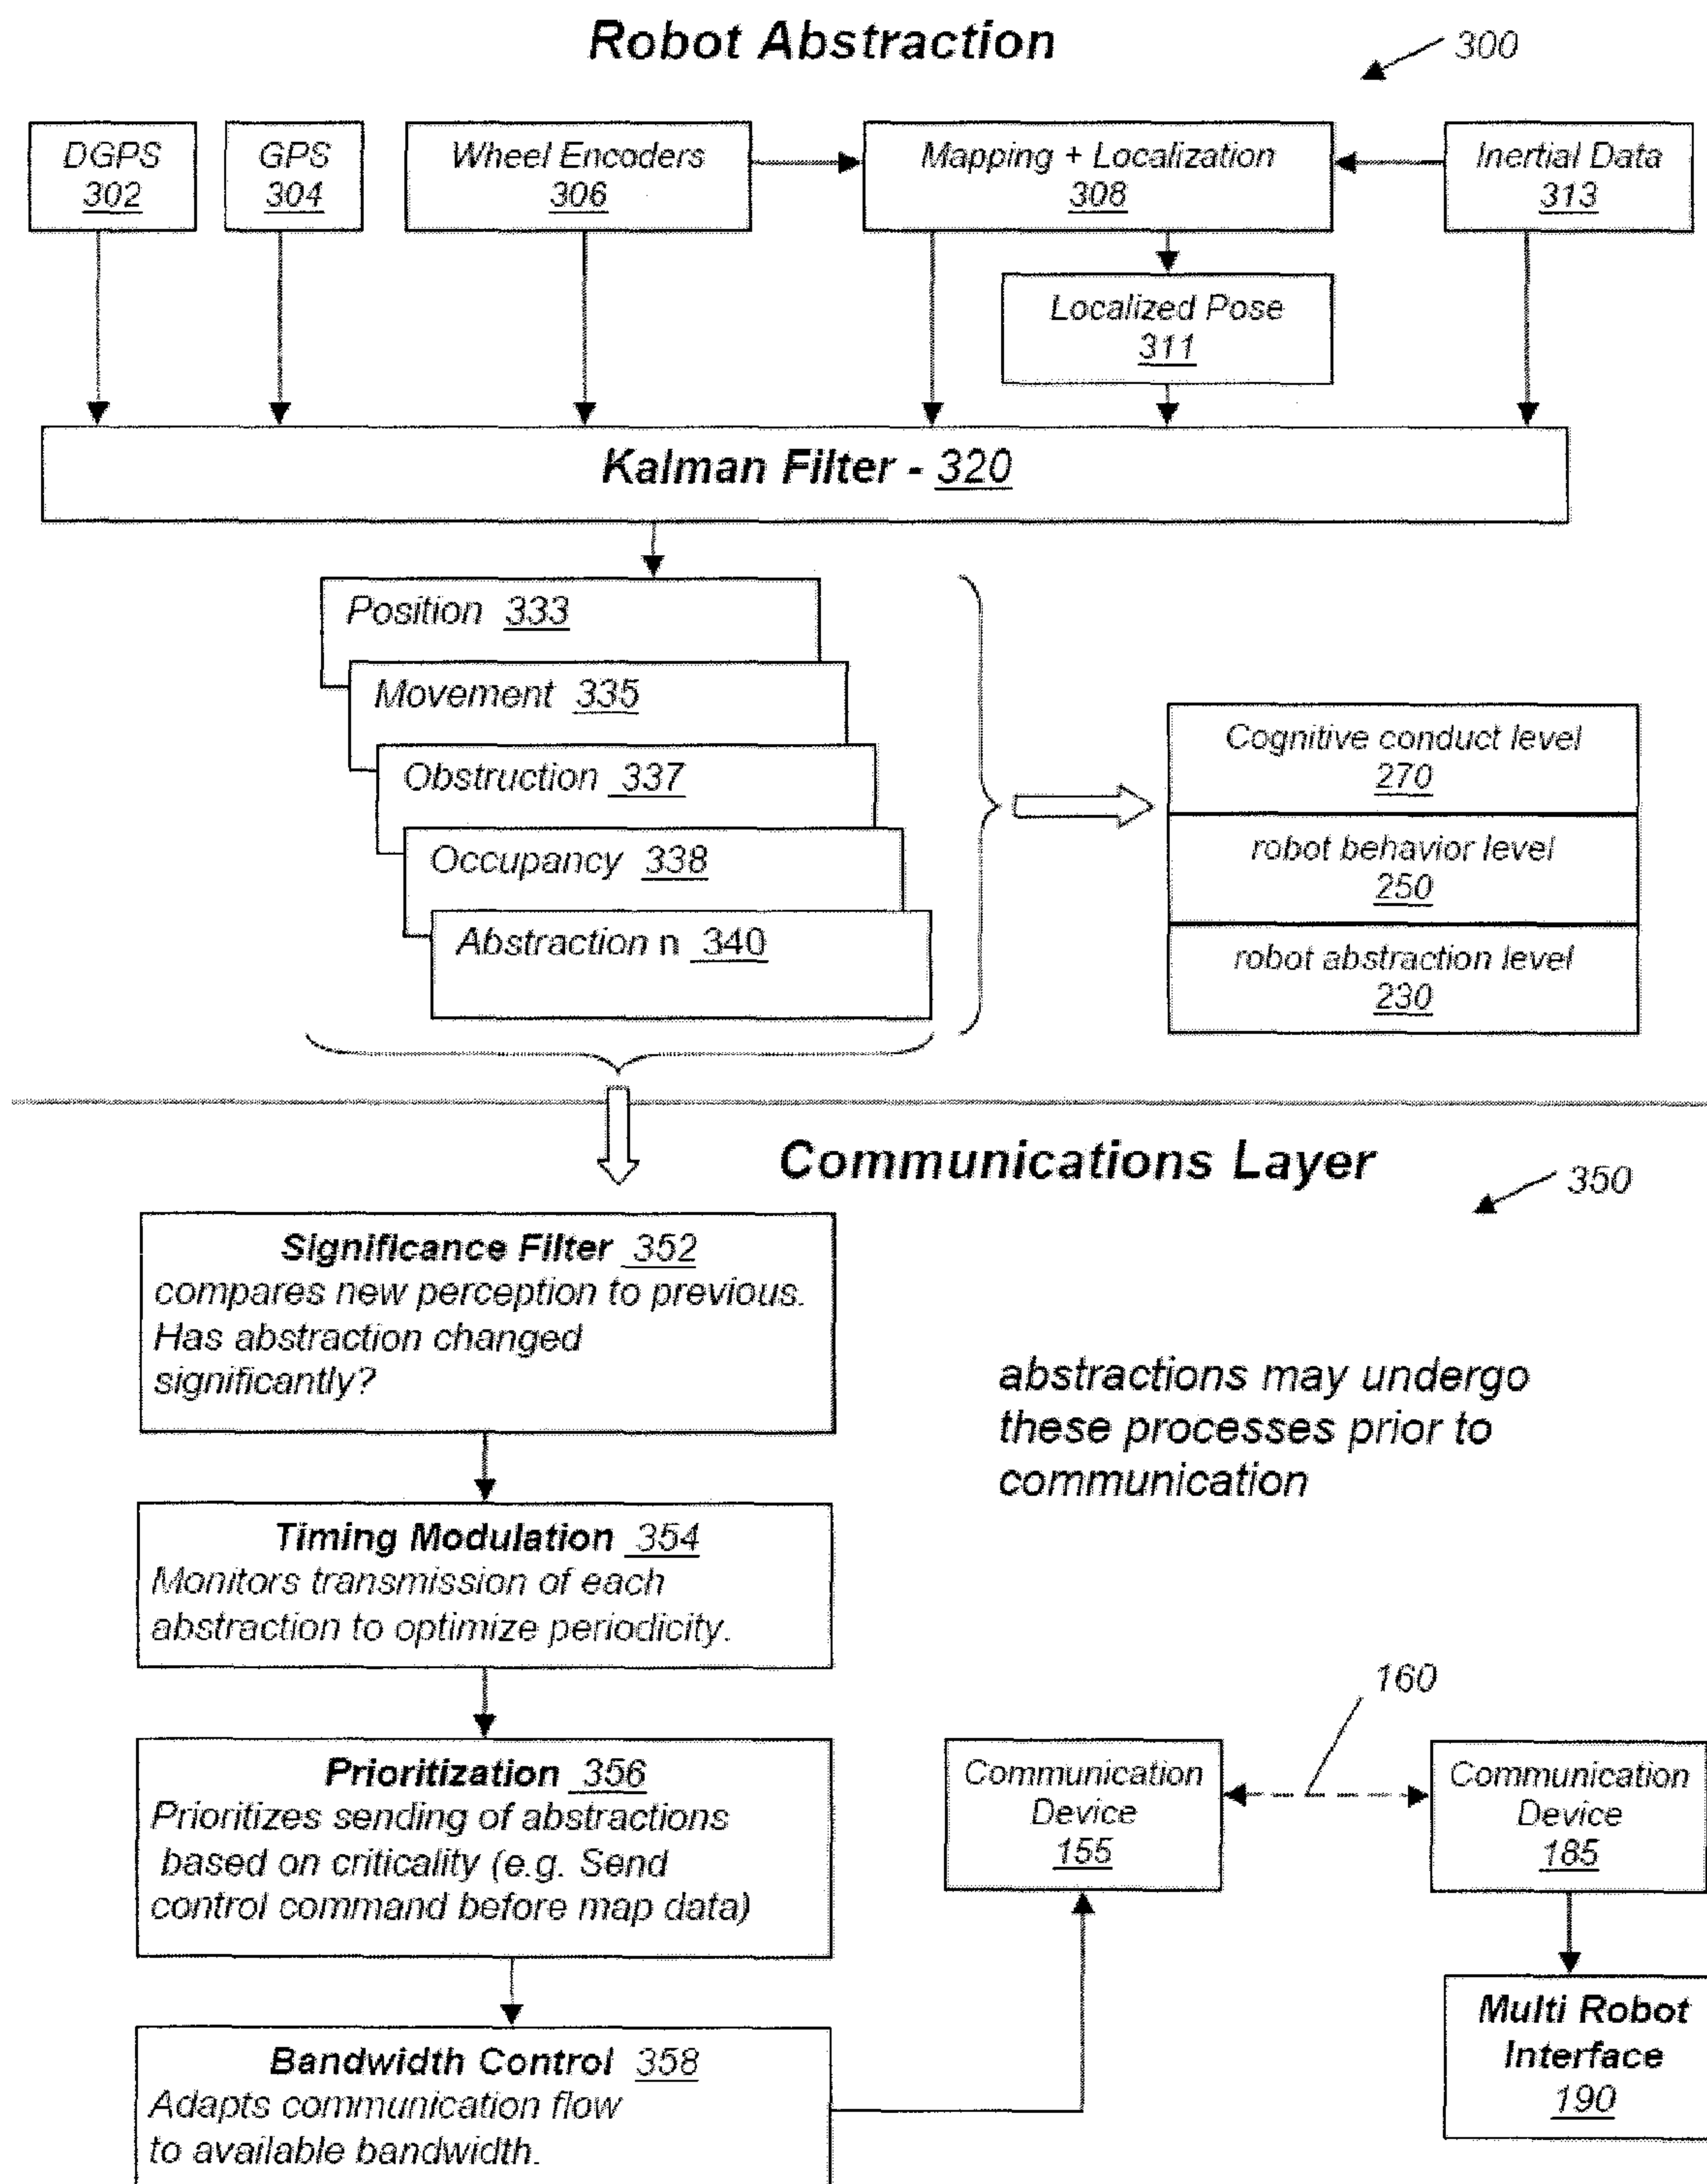 Robot Abstraction
300
DGPS
302
GPS
304
Wheel Encoders
306
Mapping + Localization
308
Inertial Data
313
Localized Pose
311
Kalman Filter - 320
Position 333
Movement 335
Obstruction 337
Occupancy 338
Abstraction n 340
Cognitive conduct level
270
robot behavior level
250
robot abstraction level
230
Communications Layer
350
Significance Filter 352
compares new perception to previous.
Has abstraction changed
significantly?
abstractions may undergo
these processes prior to
communication
Timing Modulation 354
Monitors transmission of each
abstraction to optimize periodicity.
Prioritization 356
Prioritizes sending of abstractions
based on criticality (e.g. Send
control command before map data)
160
Communication
Device
155
Communication
Device
185
Bandwidth Control 358
Adapts communication flow
to available bandwidth.
Multi Robot
Interface
190